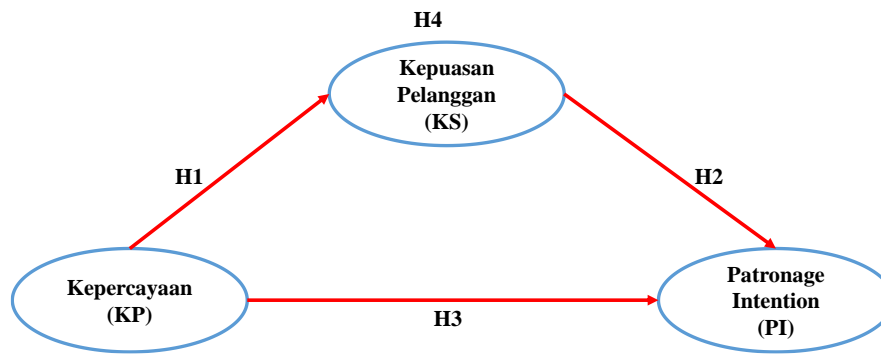 H4
Kepuasan
Pelanggan
(KS)
H1
H2
Kepercayaan
(KP)
H3
Patronage
Intention
(PI)